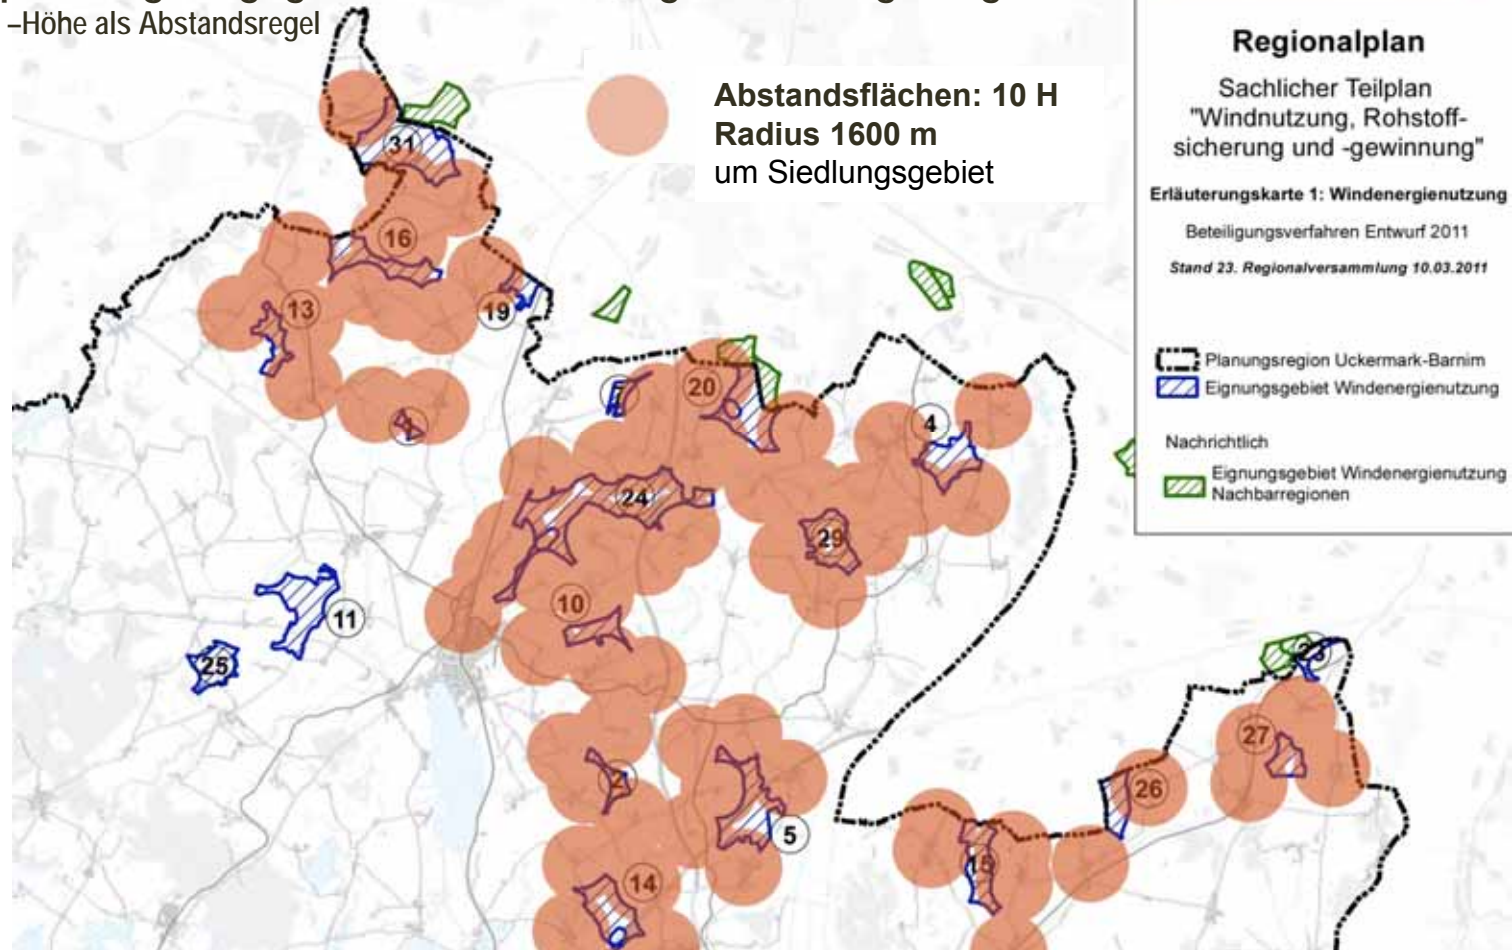 –Höhe als Abstandsregel
Abstandsflächen: 10 H
Radius 1600 m
um Siedlungsgebiet
Regionalplan
Sachlicher Teilplan
"Windnutzung, Rohstoff-
sicherung und -gewinnung"
Erläuterungskarte 1: Windenergienutzung
Beteiligungsverfahren Entwurf 2011
Stand 23. Regionalversammlung 10.03.2011
Planungsregion Uckermark-Barnim
Eignungsgebiet Windenergienutzung
Nachrichtlich
Eignungsgebiet Windenergienutzung
Nachbarregionen
31
16
13
19
20
4
24
29
10
11
25
27
26
2
5
15
14